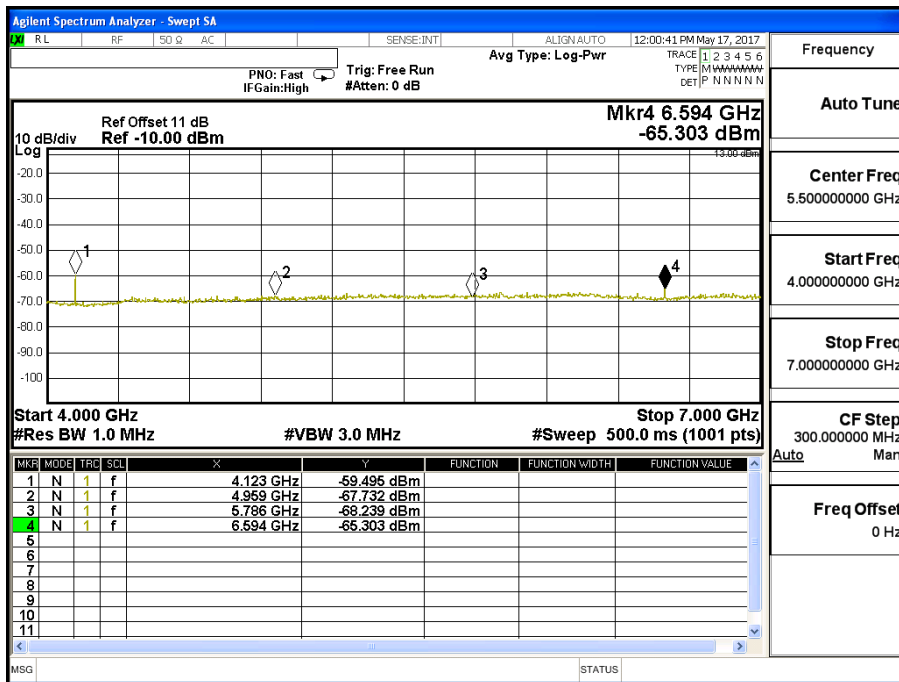 Agilent Spectrum Analyzer - Swept SA
LXI RL RF 50 Ω AC SENSE:INT ALIGN AUTO 12:00:41 PM May 17, 2017
Frequency
Avg Type: Log-Pwr TRACE 1 2 3 4 5 6
PNO: Fast Trig: Free Run TYPE M WWWWW
IFGain:High #Atten: 0 dB DET P N N N N N
Auto Tune
Mkr4 6.594 GHz
Ref Offset 11 dB
10 dB/div Ref -10.00 dBm -65.303 dBm
Log
13.00 dBm
-20.0
-30.0
-40.0
-50.0
-60.0
-70.0
-80.0
-90.0
-100
1
2
3
4
Center Freq
5.500000000 GHz
Start Freq
4.000000000 GHz
Stop Freq
7.000000000 GHz
Start 4.000 GHz Stop 7.000 GHz
#Res BW 1.0 MHz #VBW 3.0 MHz #Sweep 500.0 ms (1001 pts)
CF Step
300.000000 MHz
Auto Man
Freq Offset
0 Hz
MKR MODE TRC SCL X Y FUNCTION FUNCTION WIDTH FUNCTION VALUE
1 N 1 f 4.123 GHz -59.495 dBm
2 N 1 f 4.959 GHz -67.732 dBm
3 N 1 f 5.786 GHz -68.239 dBm
4 N 1 f 6.594 GHz -65.303 dBm
5
6
7
8
9
10
11
MSG STATUS